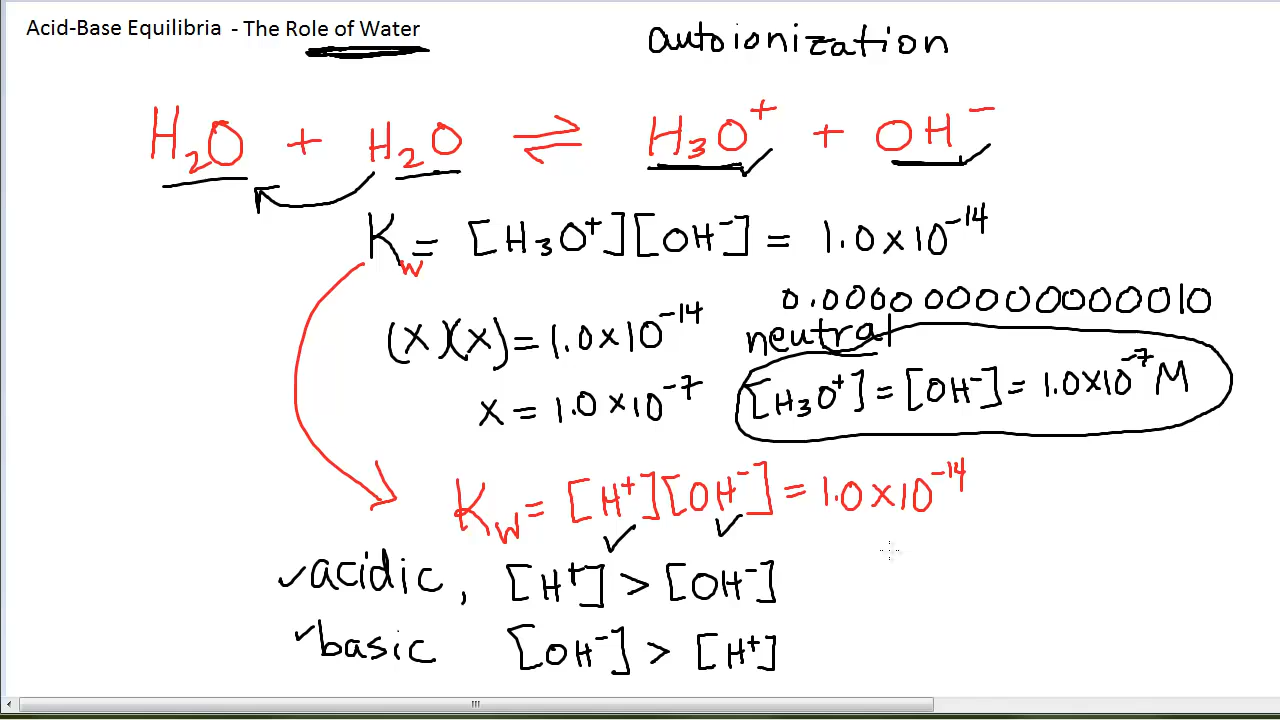 Acid-Base Equilibria - The Role of Water
autoionization
H₂O + H₂O ⇌ H₃O⁺ + OH⁻
Kw = [H₃O⁺][OH⁻] = 1.0×10⁻¹⁴
0.000000000000010
(x)(x) = 1.0×10⁻¹⁴
neutral
[H₃O⁺] = [OH⁻] = 1.0×10⁻⁷ M
x = 1.0×10⁻⁷
Kw = [H⁺][OH⁻] = 1.0×10⁻¹⁴
✓acidic, [H⁺] > [OH⁻]
✓basic [OH⁻] > [H⁺]